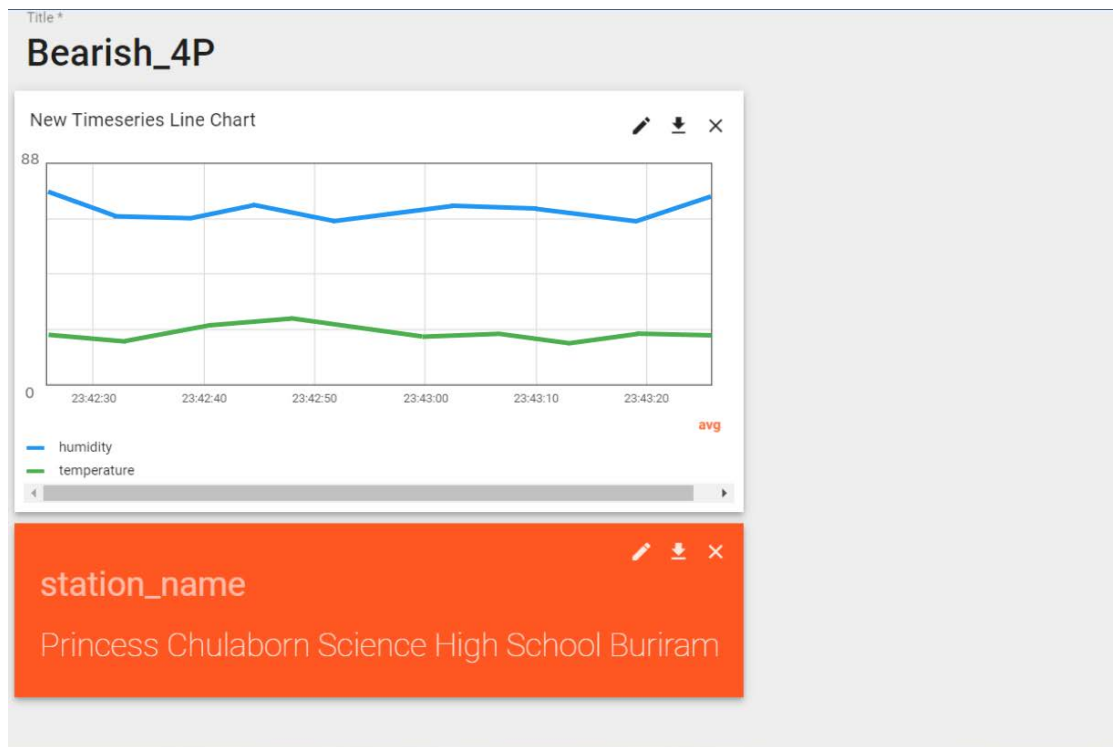 Title *
Bearish_4P
New Timeseries Line Chart
88
0
23:42:30 23:42:40 23:42:50 23:43:00 23:43:10 23:43:20
avg
humidity
temperature
station_name
Princess Chulaborn Science High School Buriram